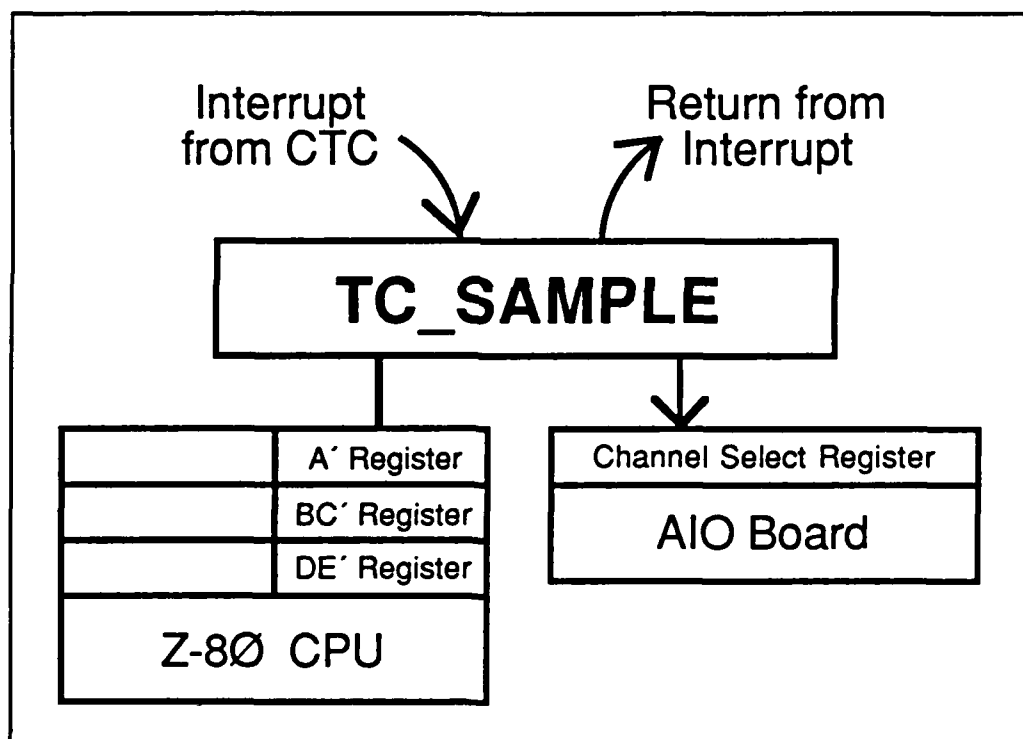 Interrupt
from CTC
Return from
Interrupt
TC_SAMPLE
A´ Register
BC´ Register
DE´ Register
Z-8Ø CPU
Channel Select Register
AIO Board